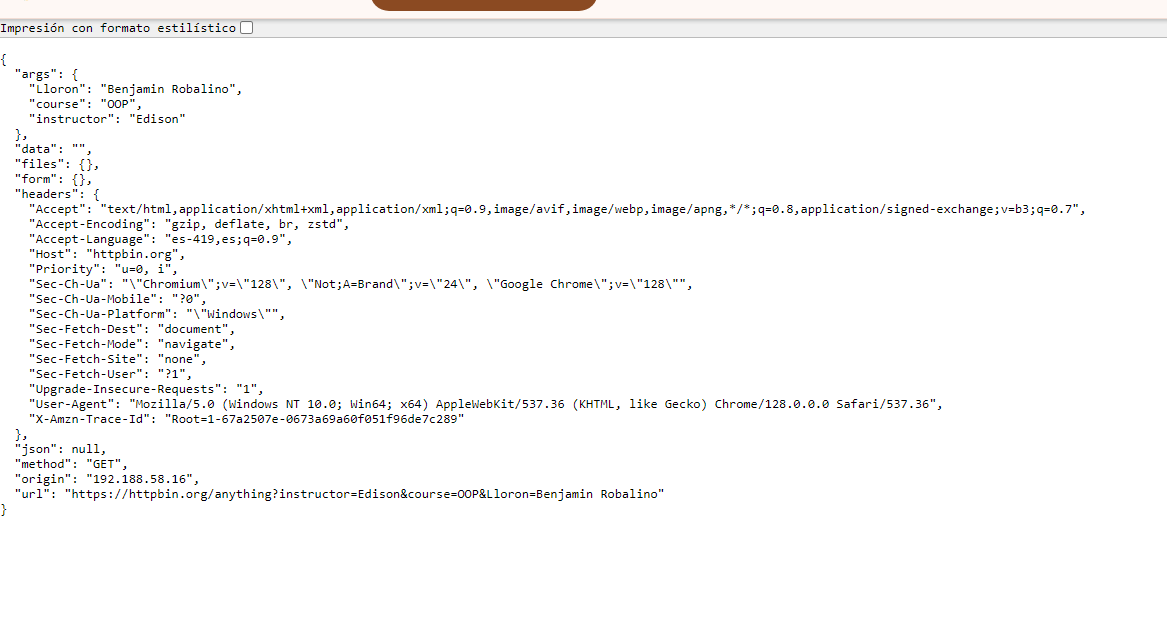 Impresión con formato estilístico
{
  "args": {
    "Lloron": "Benjamin Robalino",
    "course": "OOP",
    "instructor": "Edison"
  },
  "data": "",
  "files": {},
  "form": {},
  "headers": {
    "Accept": "text/html,application/xhtml+xml,application/xml;q=0.9,image/avif,image/webp,image/apng,*/*;q=0.8,application/signed-exchange;v=b3;q=0.7",
    "Accept-Encoding": "gzip, deflate, br, zstd",
    "Accept-Language": "es-419,es;q=0.9",
    "Host": "httpbin.org",
    "Priority": "u=0, i",
    "Sec-Ch-Ua": "\"Chromium\";v=\"128\", \"Not;A=Brand\";v=\"24\", \"Google Chrome\";v=\"128\"",
    "Sec-Ch-Ua-Mobile": "?0",
    "Sec-Ch-Ua-Platform": "\"Windows\"",
    "Sec-Fetch-Dest": "document",
    "Sec-Fetch-Mode": "navigate",
    "Sec-Fetch-Site": "none",
    "Sec-Fetch-User": "?1",
    "Upgrade-Insecure-Requests": "1",
    "User-Agent": "Mozilla/5.0 (Windows NT 10.0; Win64; x64) AppleWebKit/537.36 (KHTML, like Gecko) Chrome/128.0.0.0 Safari/537.36",
    "X-Amzn-Trace-Id": "Root=1-67a2507e-0673a69a60f051f96de7c289"
  },
  "json": null,
  "method": "GET",
  "origin": "192.188.58.16",
  "url": "https://httpbin.org/anything?instructor=Edison&course=OOP&Lloron=Benjamin Robalino"
}